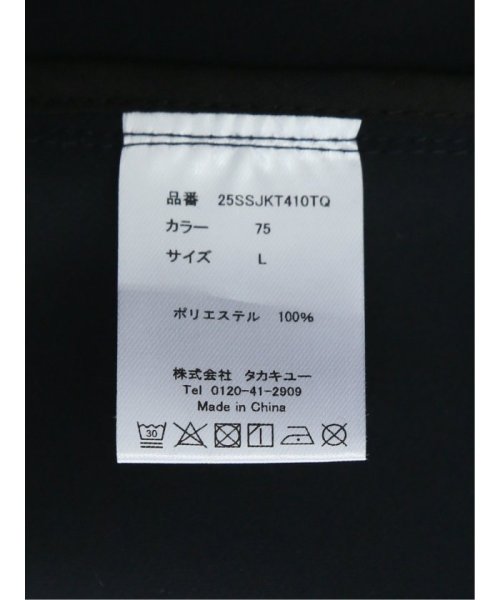 品番 25SSJKT410TQ
カラー 75
サイズ L
ポリエステル 100%
株式会社 タカキユー
Tel 0120-41-2909
Made in China
30